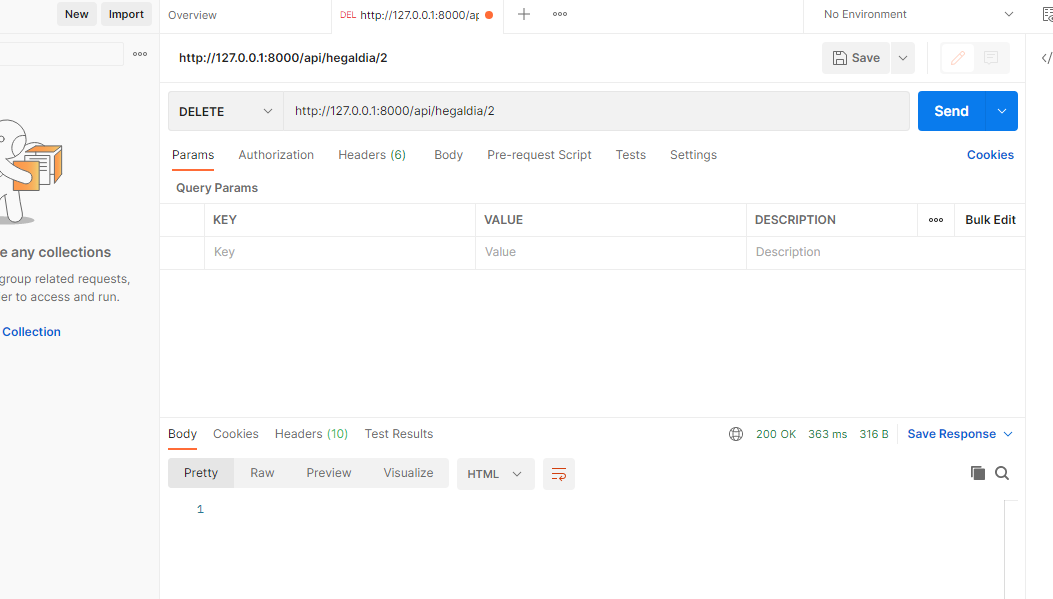 New Import Overview DEL http://127.0.0.1:8000/ap No Environment
http://127.0.0.1:8000/api/hegaldia/2 Save
DELETE http://127.0.0.1:8000/api/hegaldia/2 Send
Params Authorization Headers (6) Body Pre-request Script Tests Settings Cookies
Query Params
KEY VALUE DESCRIPTION Bulk Edit
Key Value Description
e any collections
group related requests,
er to access and run.
Collection
Body Cookies Headers (10) Test Results 200 OK 363 ms 316 B Save Response
Pretty Raw Preview Visualize HTML
1